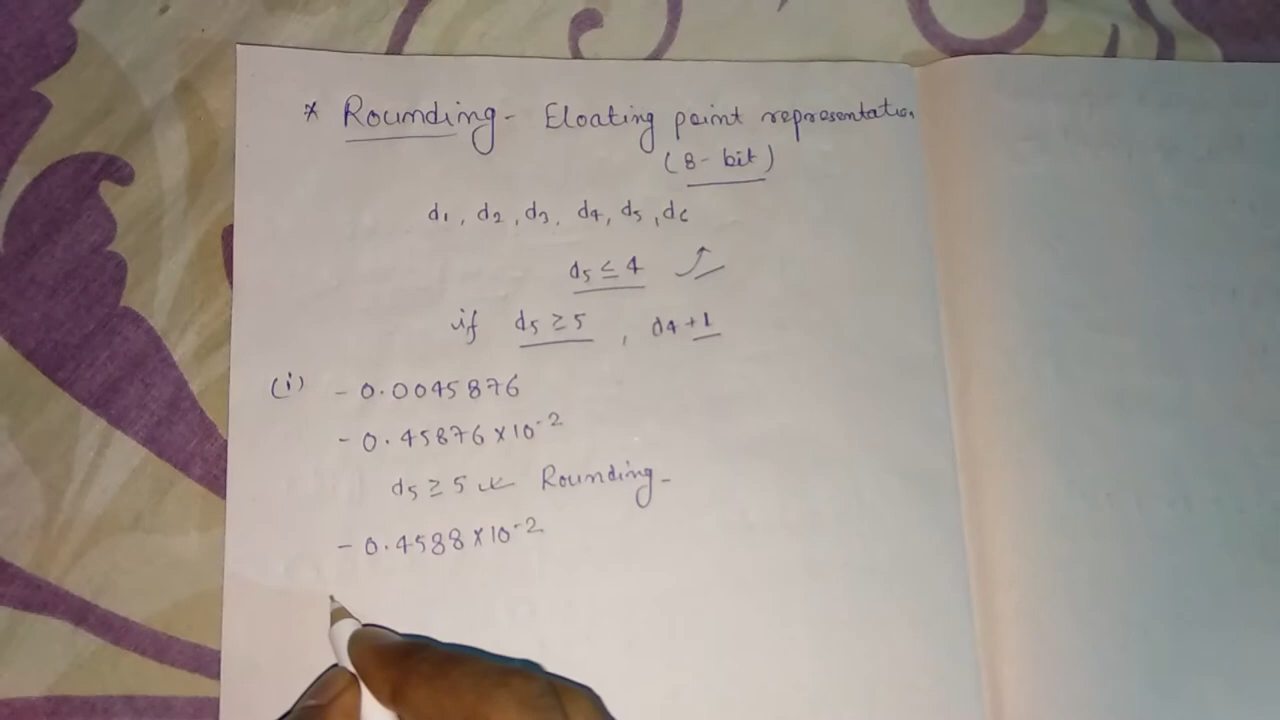 * Rounding - Eloating point representation
(8-bit)
d1, d2, d3, d4, d5, d6
d5 ≤ 4
if d5 ≥ 5, d4 + 1
(i) - 0.0045876
- 0.45876 × 10^-2
d5 ≥ 5 Rounding -
- 0.4588 × 10^-2